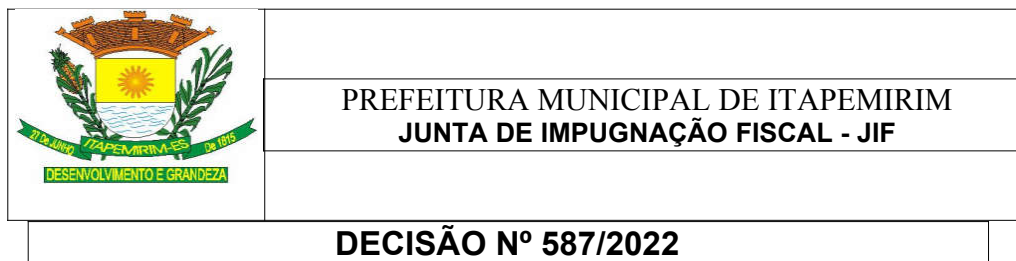 27 De JUNHO
ITAPEMIRIM-ES
De 1815
DESENVOLVIMENTO E GRANDEZA
PREFEITURA MUNICIPAL DE ITAPEMIRIM
JUNTA DE IMPUGNAÇÃO FISCAL - JIF
DECISÃO Nº 587/2022